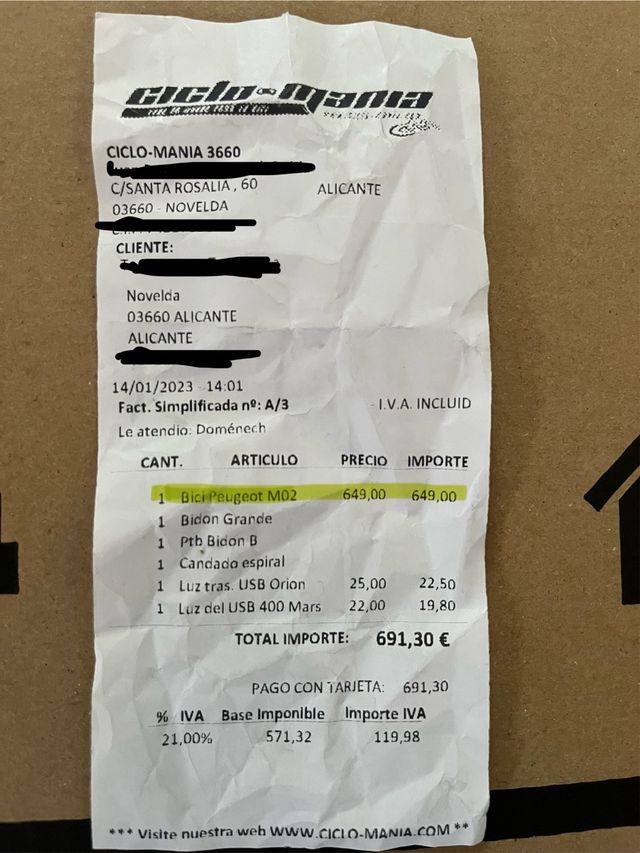 Ciclo-Mania
CICLO-MANIA 3660
C/SANTA ROSALIA , 60 ALICANTE
03660 - NOVELDA
CLIENTE:
Novelda
03660 ALICANTE
ALICANTE
14/01/2023 - 14:01
Fact. Simplificada nº: A/3 - I.V.A. INCLUID
Le atendio: Doménech
CANT. ARTICULO PRECIO IMPORTE
1 Bici Peugeot M02 649,00 649,00
1 Bidon Grande
1 Ptb Bidon B
1 Candado espiral
1 Luz tras. USB Orion 25,00 22,50
1 Luz del USB 400 Mars 22,00 19,80
TOTAL IMPORTE: 691,30 €
PAGO CON TARJETA: 691,30
% IVA Base Imponible Importe IVA
21,00% 571,32 119,98
*** Visite nuestra web WWW.CICLO-MANIA.COM **